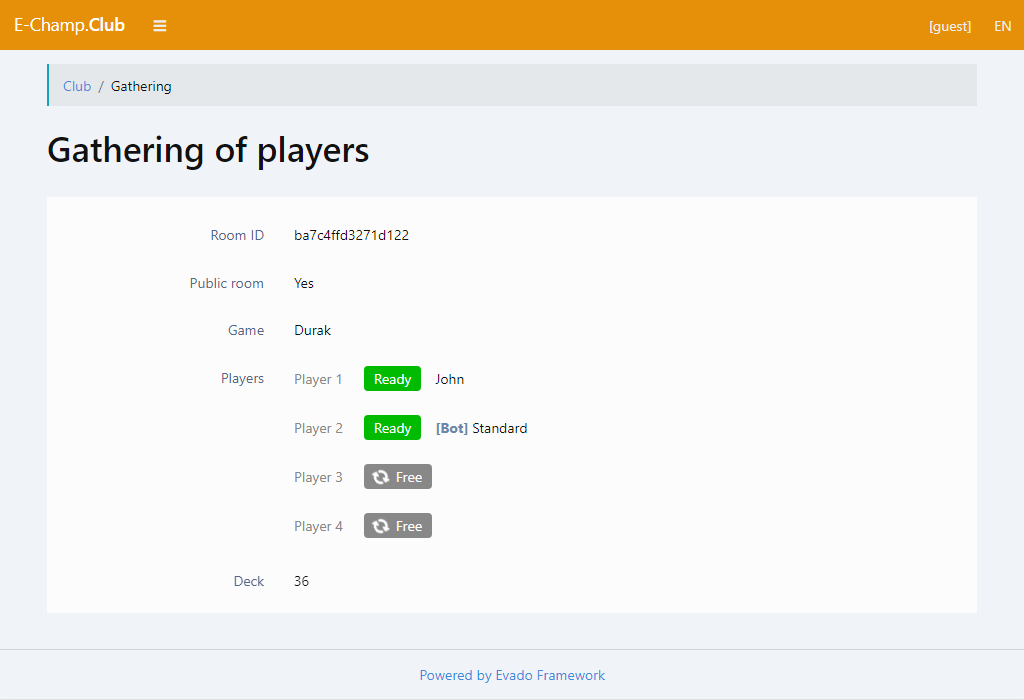 E-Champ.Club
[guest] EN
Club / Gathering
Gathering of players
Room ID ba7c4ffd3271d122
Public room Yes
Game Durak
Players Player 1 Ready John
Player 2 Ready [Bot] Standard
Player 3 Free
Player 4 Free
Deck 36
Powered by Evado Framework